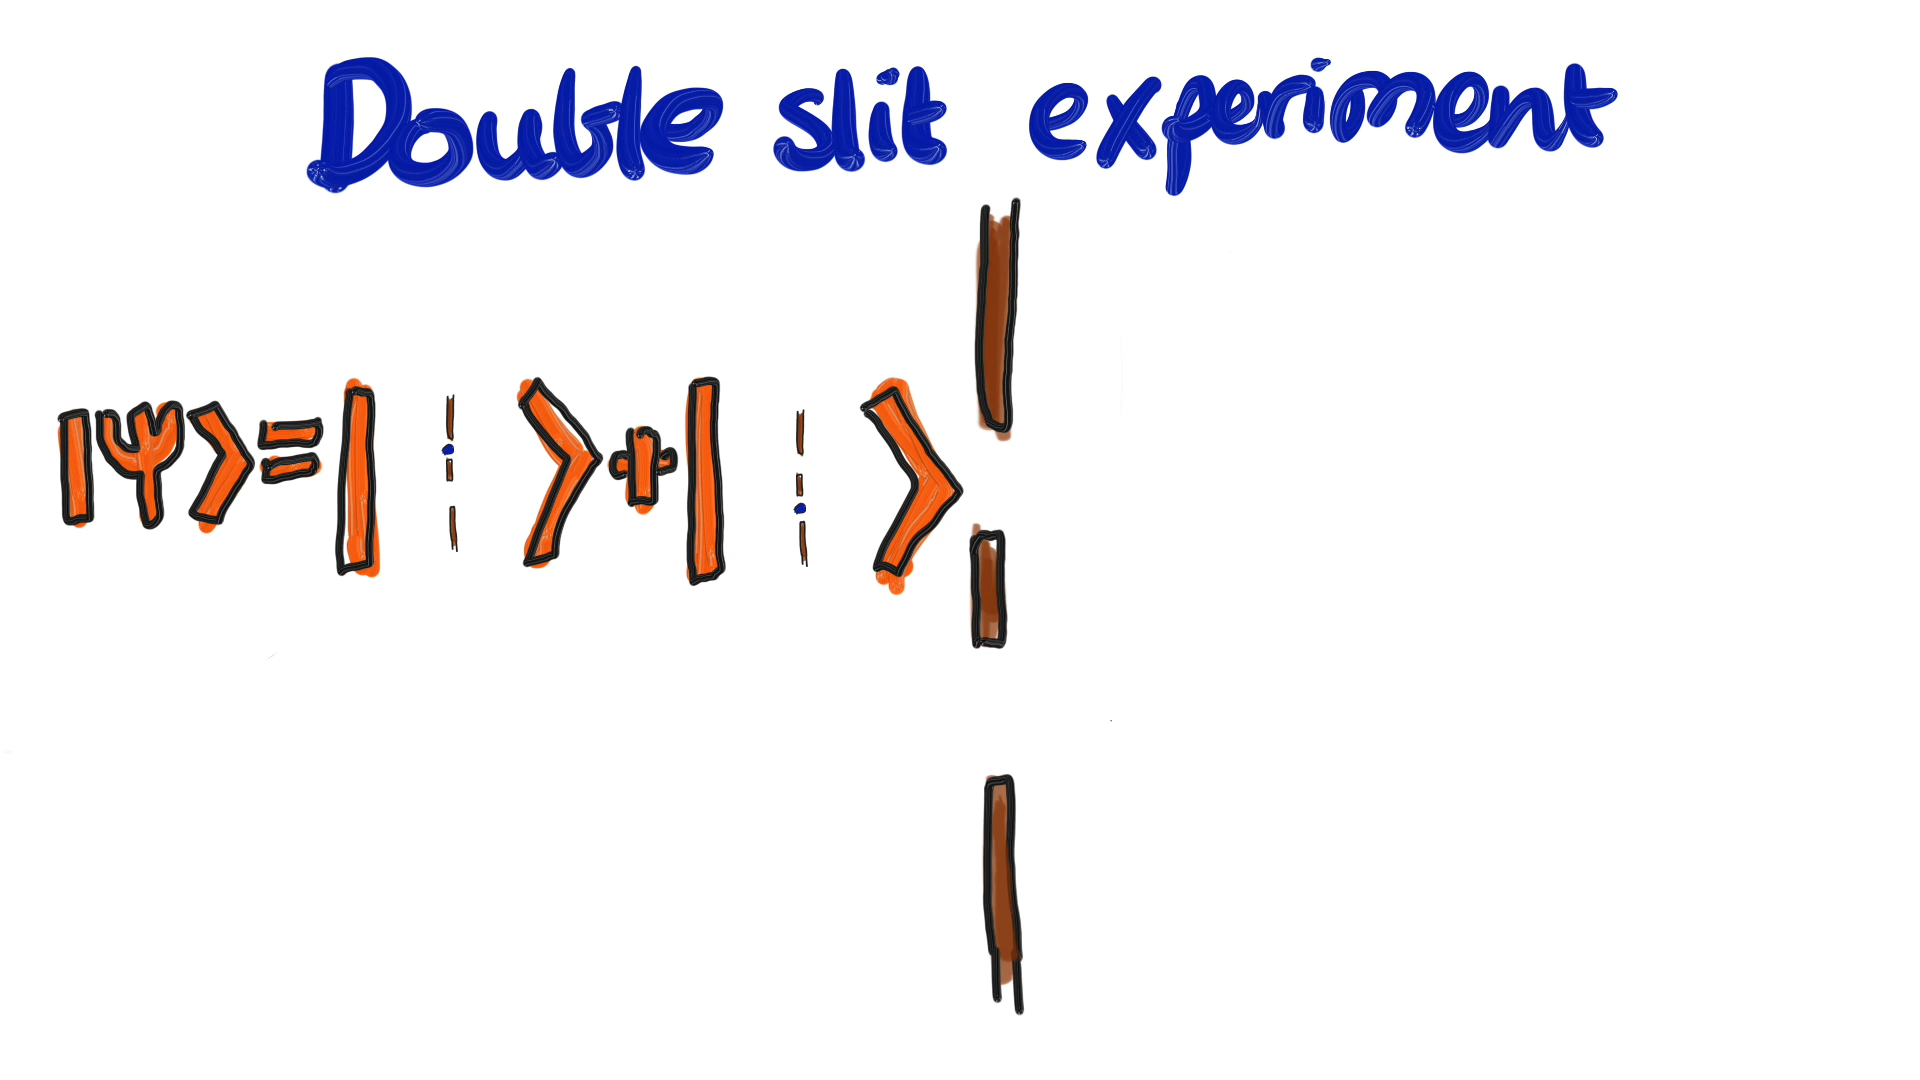 Double slit experiment
|ψ⟩=| ⟩+| ⟩